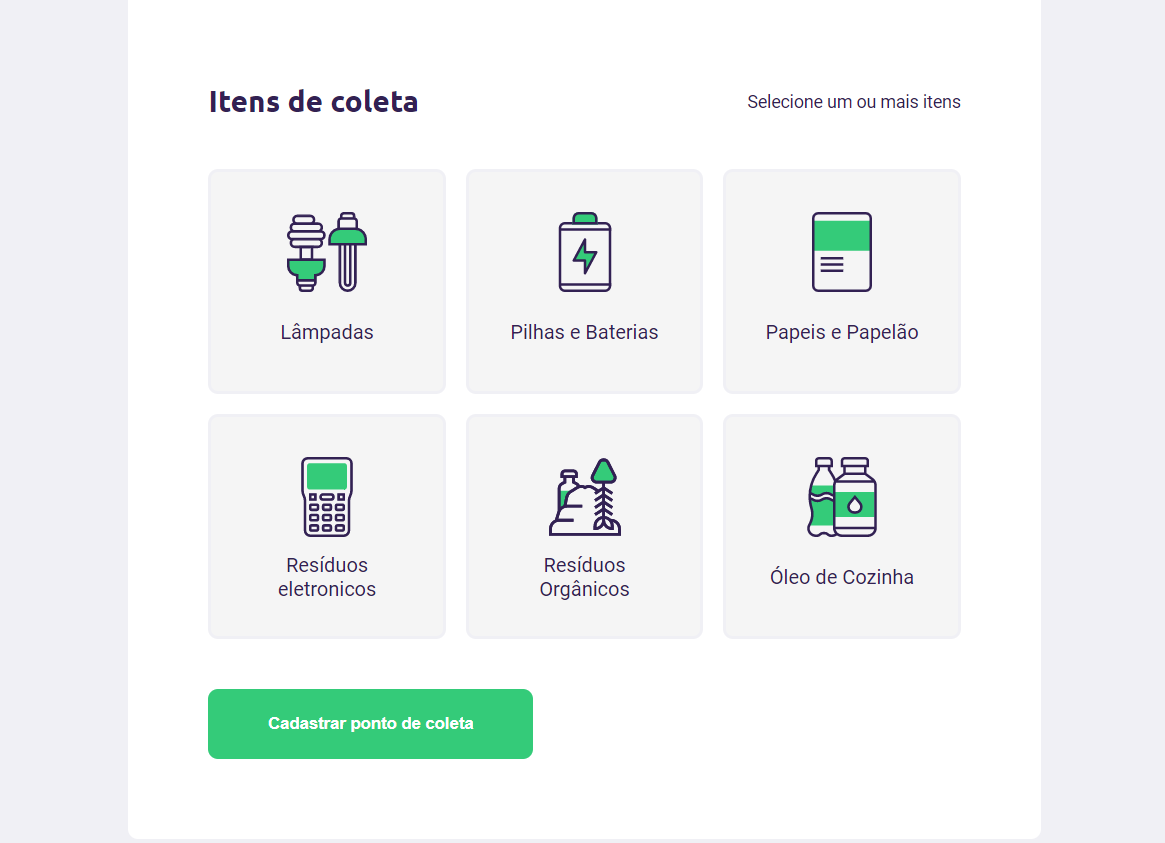 Itens de coleta
Selecione um ou mais itens
Lâmpadas
Pilhas e Baterias
Papeis e Papelão
Resíduos
eletronicos
Resíduos
Orgânicos
Óleo de Cozinha
Cadastrar ponto de coleta